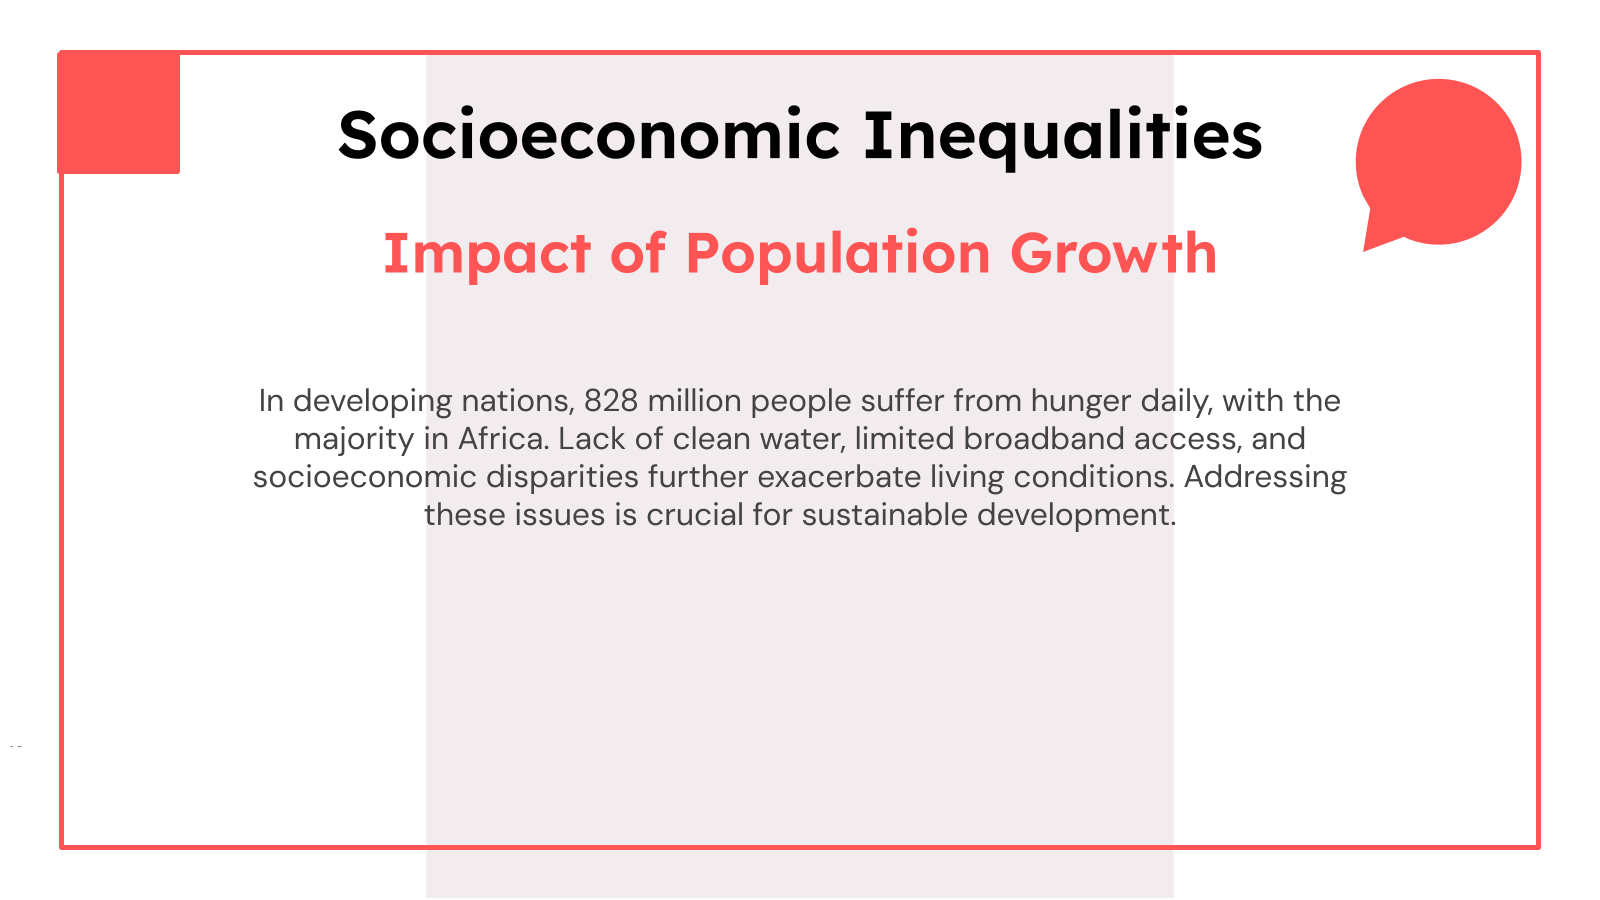 Socioeconomic Inequalities
Impact of Population Growth
In developing nations, 828 million people suffer from hunger daily, with the
majority in Africa. Lack of clean water, limited broadband access, and
socioeconomic disparities further exacerbate living conditions. Addressing
these issues is crucial for sustainable development.